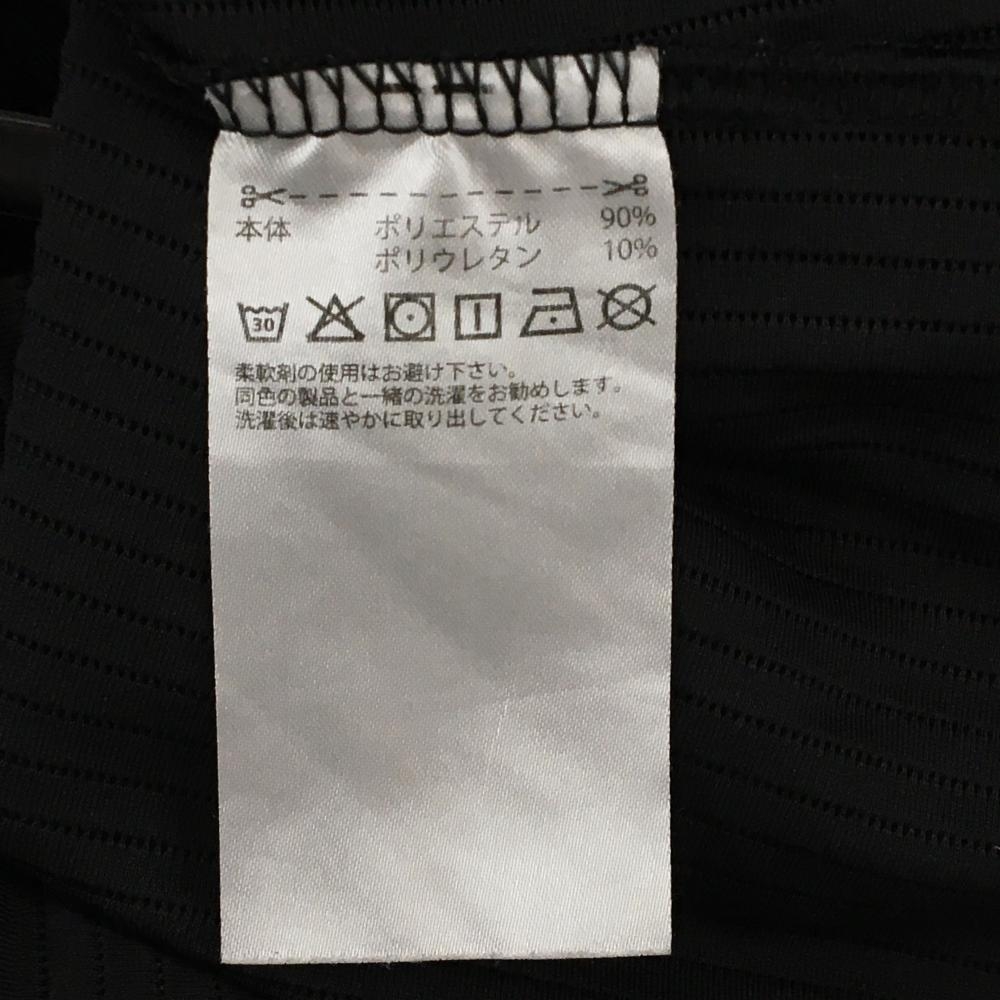 本体 ポリエステル 90%
ポリウレタン 10%
30
柔軟剤の使用はお避け下さい。
同色の製品と一緒の洗濯をお勧めします。
洗濯後は速やかに取り出してください。